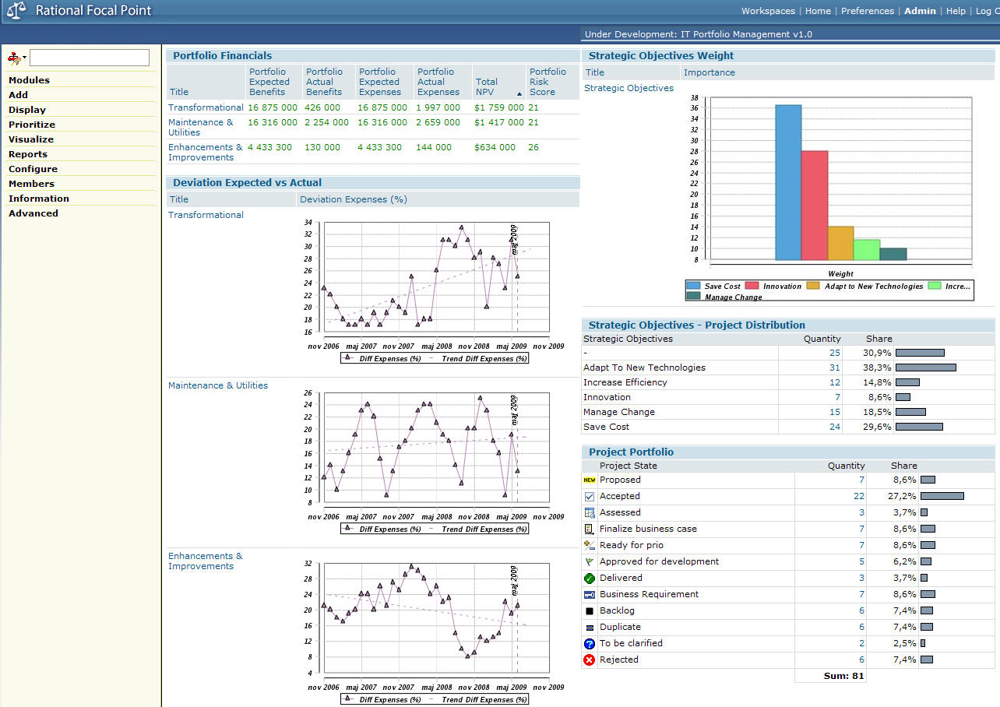 Rational Focal Point
Workspaces | Home | Preferences | Admin | Help | Log
Under Development: IT Portfolio Management v1.0
Modules
Add
Display
Prioritize
Visualize
Reports
Configure
Members
Information
Advanced
Portfolio Financials
Title Portfolio Expected Benefits Portfolio Actual Benefits Portfolio Expected Expenses Portfolio Actual Expenses Total NPV Portfolio Risk Score
Transformational 16 875 000 426 000 16 875 000 1 997 000 $1 759 000 21
Maintenance & Utilities 16 316 000 2 254 000 16 316 000 2 659 000 $1 417 000 21
Enhancements & Improvements 4 433 300 130 000 4 433 300 144 000 $634 000 26
Deviation Expected vs Actual
Title Deviation Expenses (%)
Transformational
34
32
30
28
26
24
22
20
18
16
maj 2009
nov 2006 maj 2007 nov 2007 maj 2008 nov 2008 maj 2009 nov 2009
Diff Expenses (%) Trend Diff Expenses (%)
Maintenance & Utilities
26
24
22
20
18
16
14
12
10
8
maj 2009
nov 2006 maj 2007 nov 2007 maj 2008 nov 2008 maj 2009 nov 2009
Diff Expenses (%) Trend Diff Expenses (%)
Enhancements &
Improvements
32
28
24
20
16
12
8
4
maj 2009
nov 2006 maj 2007 nov 2007 maj 2008 nov 2008 maj 2009 nov 2009
Diff Expenses (%) Trend Diff Expenses (%)
Strategic Objectives Weight
Title Importance
Strategic Objectives
38
36
34
32
30
28
26
24
22
20
18
16
14
12
10
8
Weight
Save Cost Innovation Adapt to New Technologies Incre...
Manage Change
Strategic Objectives - Project Distribution
Strategic Objectives Quantity Share
- 25 30,9%
Adapt To New Technologies 31 38,3%
Increase Efficiency 12 14,8%
Innovation 7 8,6%
Manage Change 15 18,5%
Save Cost 24 29,6%
Project Portfolio
Project State Quantity Share
NEW Proposed 7 8,6%
Accepted 22 27,2%
Assessed 3 3,7%
Finalize business case 7 8,6%
Ready for prio 7 8,6%
Approved for development 5 6,2%
Delivered 3 3,7%
Business Requirement 7 8,6%
Backlog 6 7,4%
Duplicate 6 7,4%
? To be clarified 2 2,5%
Rejected 6 7,4%
Sum: 81